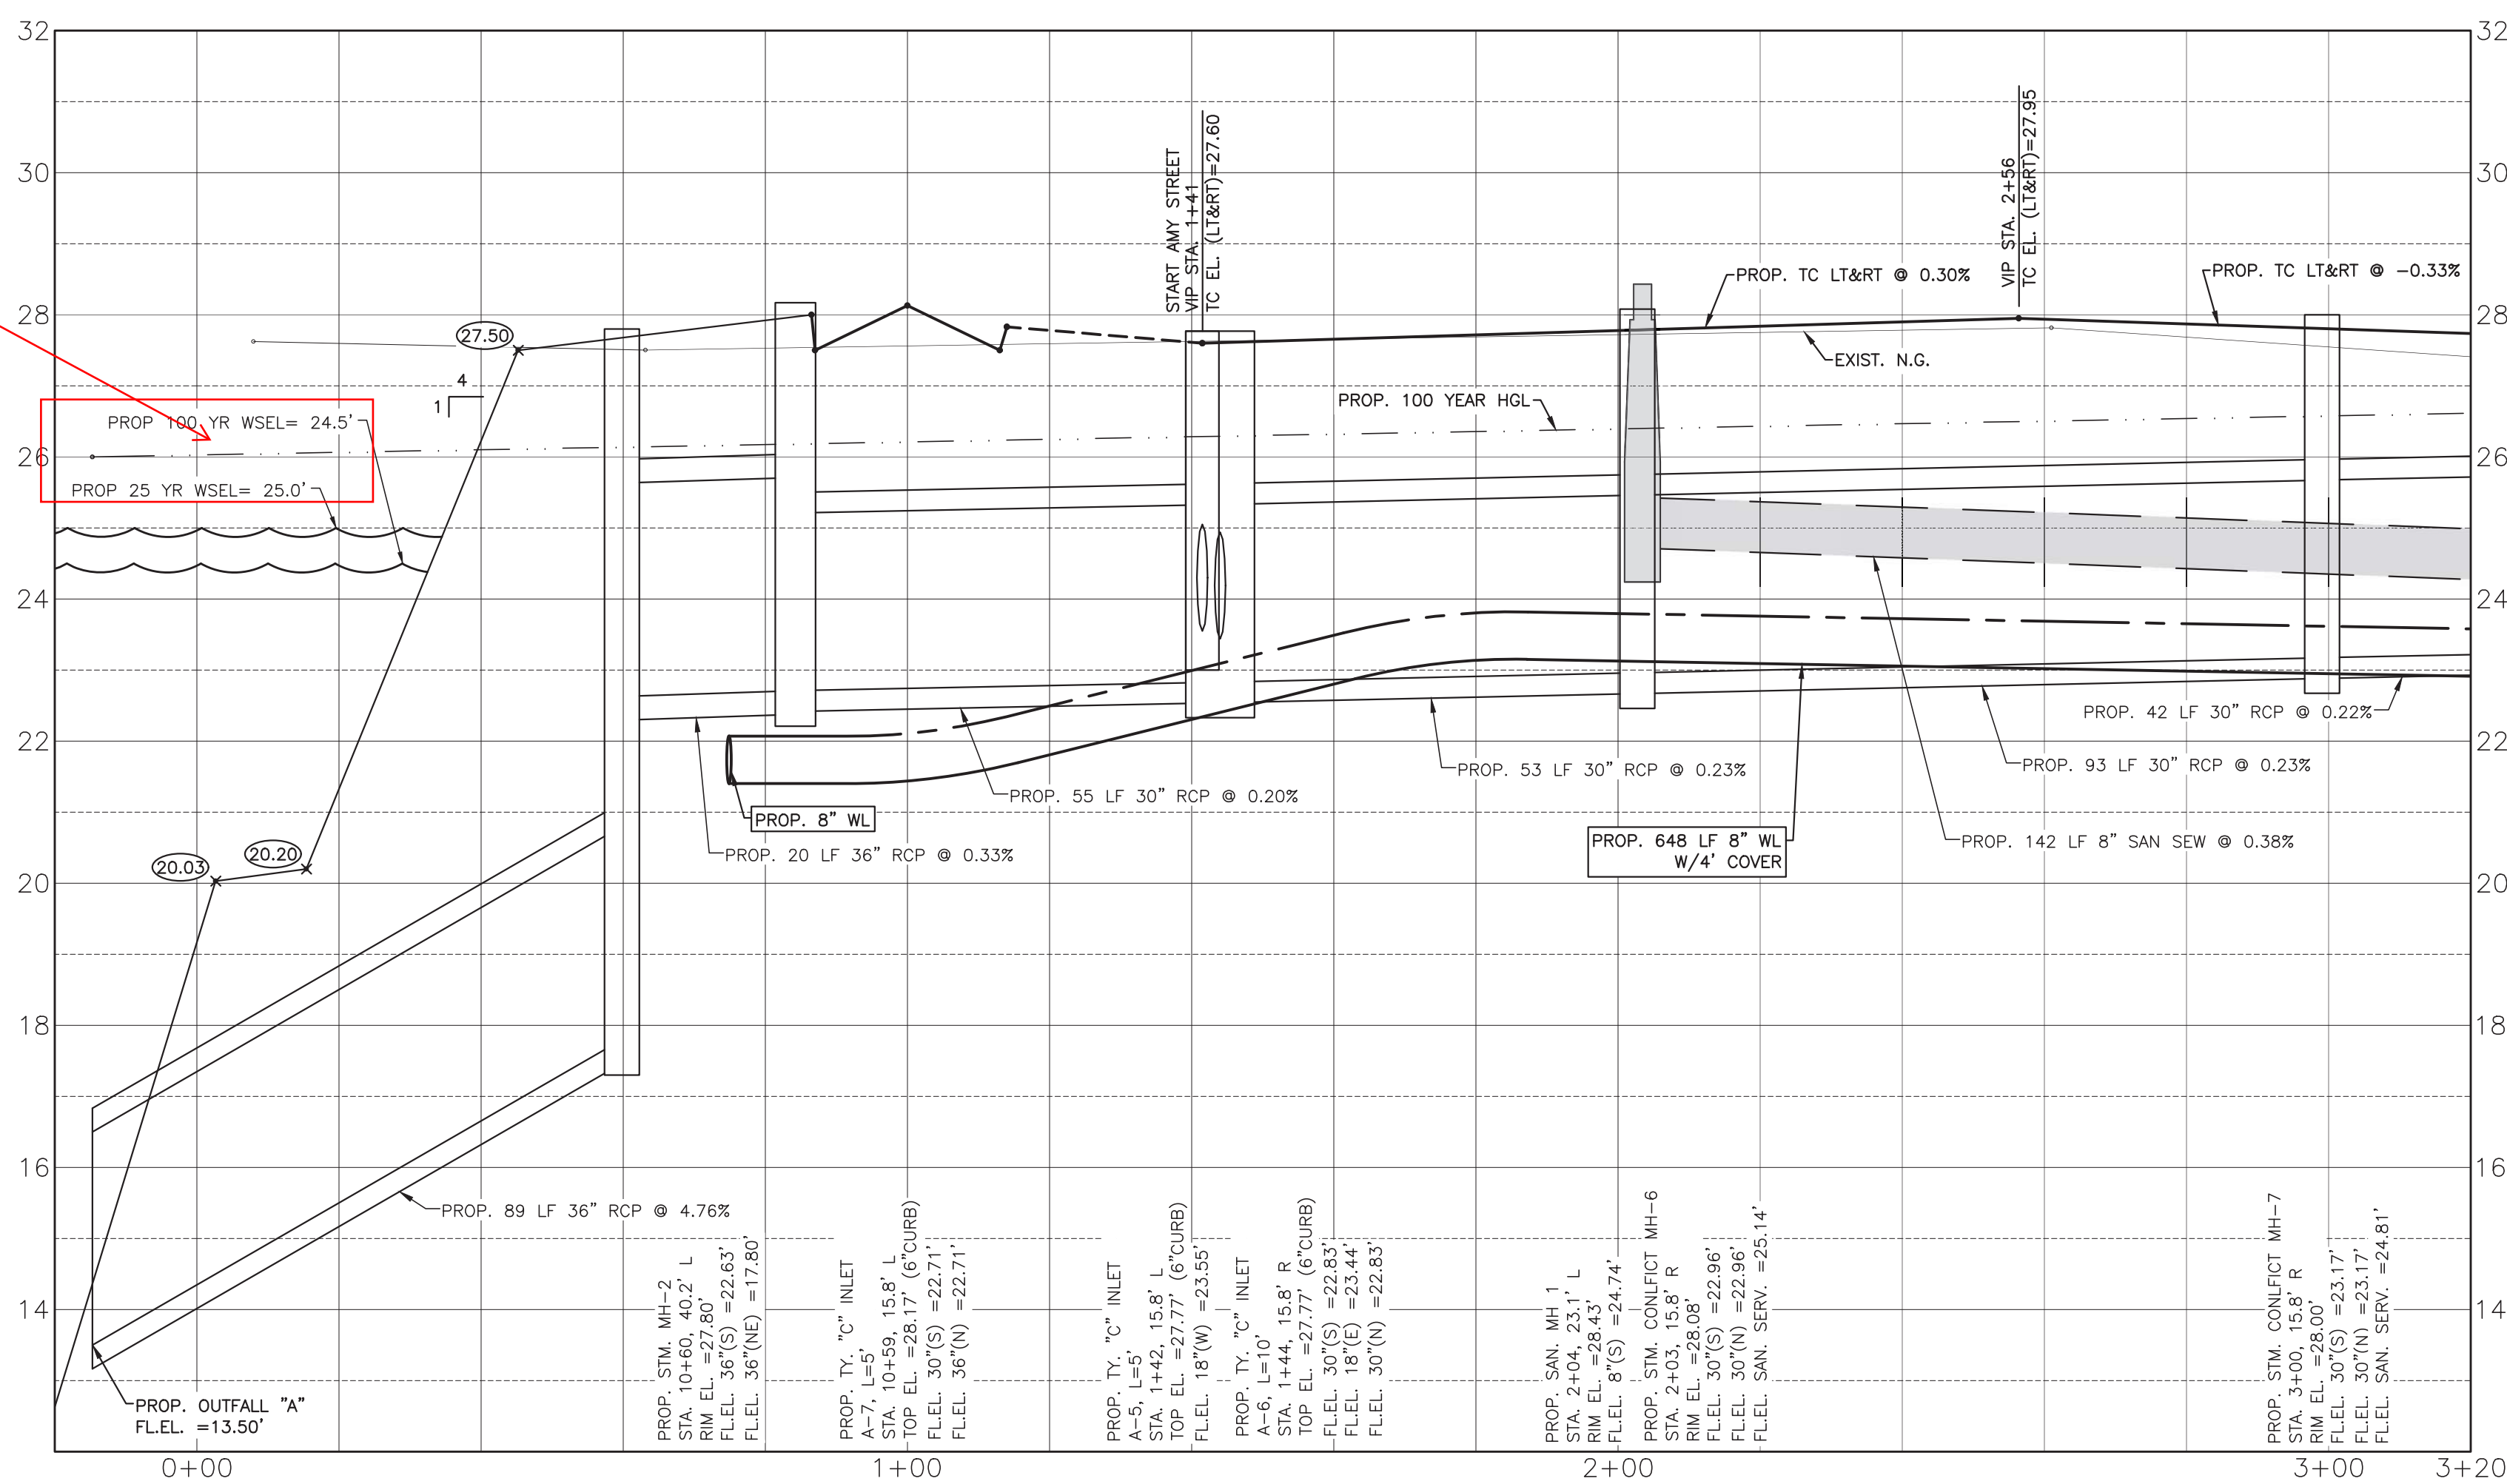 32
30
28
26
24
22
20
18
16
14
32
30
28
26
24
22
20
18
16
14
START AMY STREET
VIP STA. 1+41
TC EL. (LT&RT)=27.60
VIP STA. 2+56
TC EL. (LT&RT)=27.95
PROP. TC LT&RT @ 0.30%
PROP. TC LT&RT @ -0.33%
27.50
EXIST. N.G.
4
1
PROP 100 YR WSEL= 24.5'
PROP. 100 YEAR HGL
PROP 25 YR WSEL= 25.0'
PROP. 42 LF 30" RCP @ 0.22%
PROP. 53 LF 30" RCP @ 0.23%
PROP. 93 LF 30" RCP @ 0.23%
PROP. 55 LF 30" RCP @ 0.20%
PROP. 8" WL
PROP. 648 LF 8" WL
W/4' COVER
PROP. 142 LF 8" SAN SEW @ 0.38%
PROP. 20 LF 36" RCP @ 0.33%
20.03
20.20
PROP. 89 LF 36" RCP @ 4.76%
PROP. OUTFALL "A"
FL.EL. =13.50'
PROP. STM. MH-2
STA. 10+60, 40.2' L
RIM EL. =27.80'
FL.EL. 36"(S) =22.63'
FL.EL. 36"(NE) =17.80'
PROP. TY. "C" INLET
A-7, L=5'
STA. 10+59, 15.8' L
TOP EL. =28.17' (6"CURB)
FL.EL. 30"(S) =22.71'
FL.EL. 36"(N) =22.71'
PROP. TY. "C" INLET
A-5, L=5'
STA. 1+42, 15.8' L
TOP EL. =27.77' (6"CURB)
FL.EL. 18"(W) =23.55'
PROP. TY. "C" INLET
A-6, L=10'
STA. 1+44, 15.8' R
TOP EL. =27.77' (6"CURB)
FL.EL. 30"(S) =22.83'
FL.EL. 18"(E) =23.44'
FL.EL. 30"(N) =22.83'
PROP. SAN. MH 1
STA. 2+04, 23.1' L
RIM EL. =28.43'
FL.EL. 8"(S) =24.74'
PROP. STM. CONLFICT MH-6
STA. 2+03, 15.8' R
RIM EL. =28.08'
FL.EL. 30"(S) =22.96'
FL.EL. 30"(N) =22.96'
FL.EL. SAN. SERV. =25.14'
PROP. STM. CONLFICT MH-7
STA. 3+00, 15.8' R
RIM EL. =28.00'
FL.EL. 30"(S) =23.17'
FL.EL. 30"(N) =23.17'
FL.EL. SAN. SERV. =24.81'
0+00
1+00
2+00
3+00
3+20